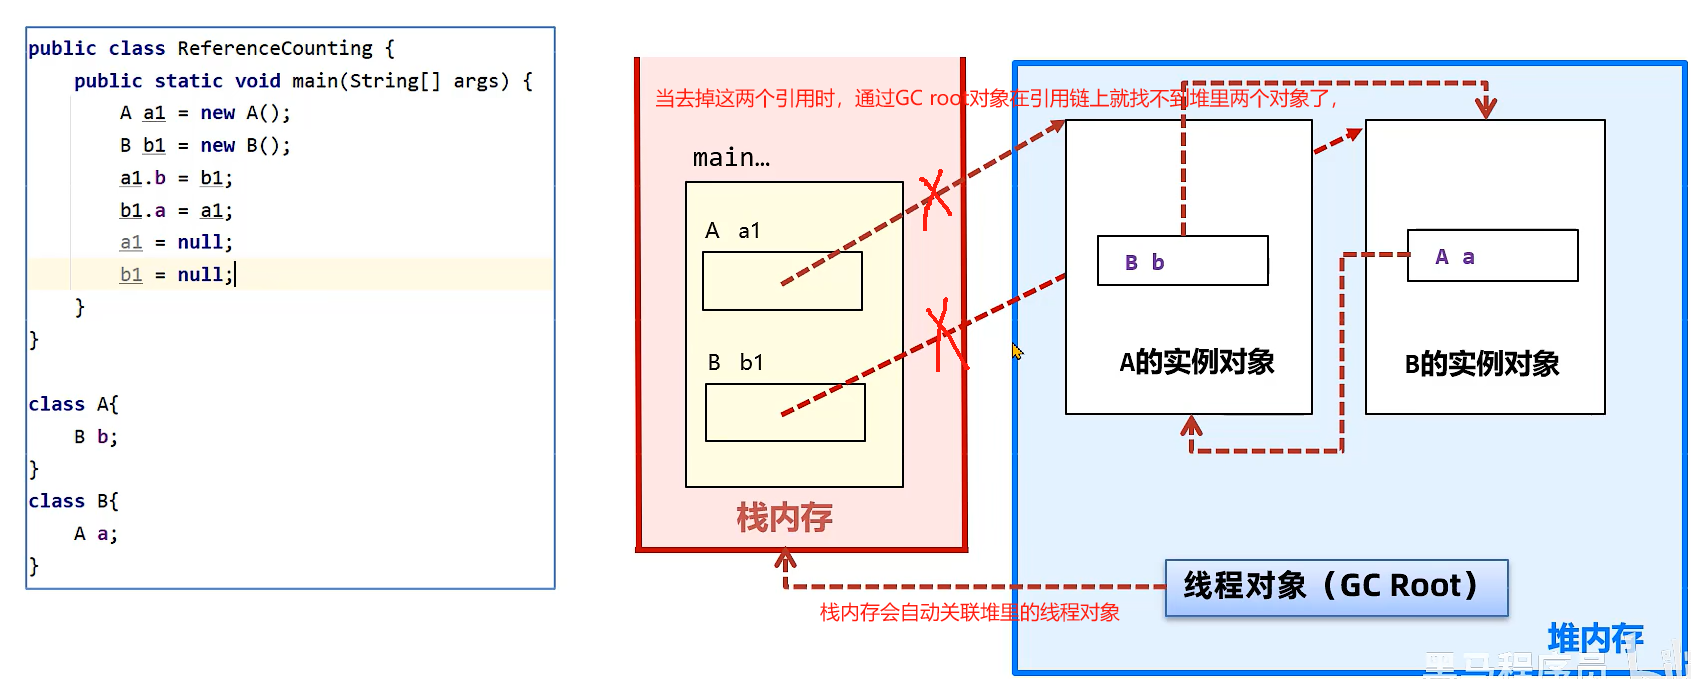 public class ReferenceCounting {
public static void main(String[] args) {
A a1 = new A();
B b1 = new B();
a1.b = b1;
b1.a = a1;
a1 = null;
b1 = null;
}
}
class A{
B b;
}
class B{
A a;
}
当去掉这两个引用时，通过GC root对象在引用链上就找不到堆里两个对象了，
main…
A a1
B b1
栈内存
B b
A的实例对象
A a
B的实例对象
线程对象（GC Root）
栈内存会自动关联堆里的线程对象
堆内存
黑马程序员